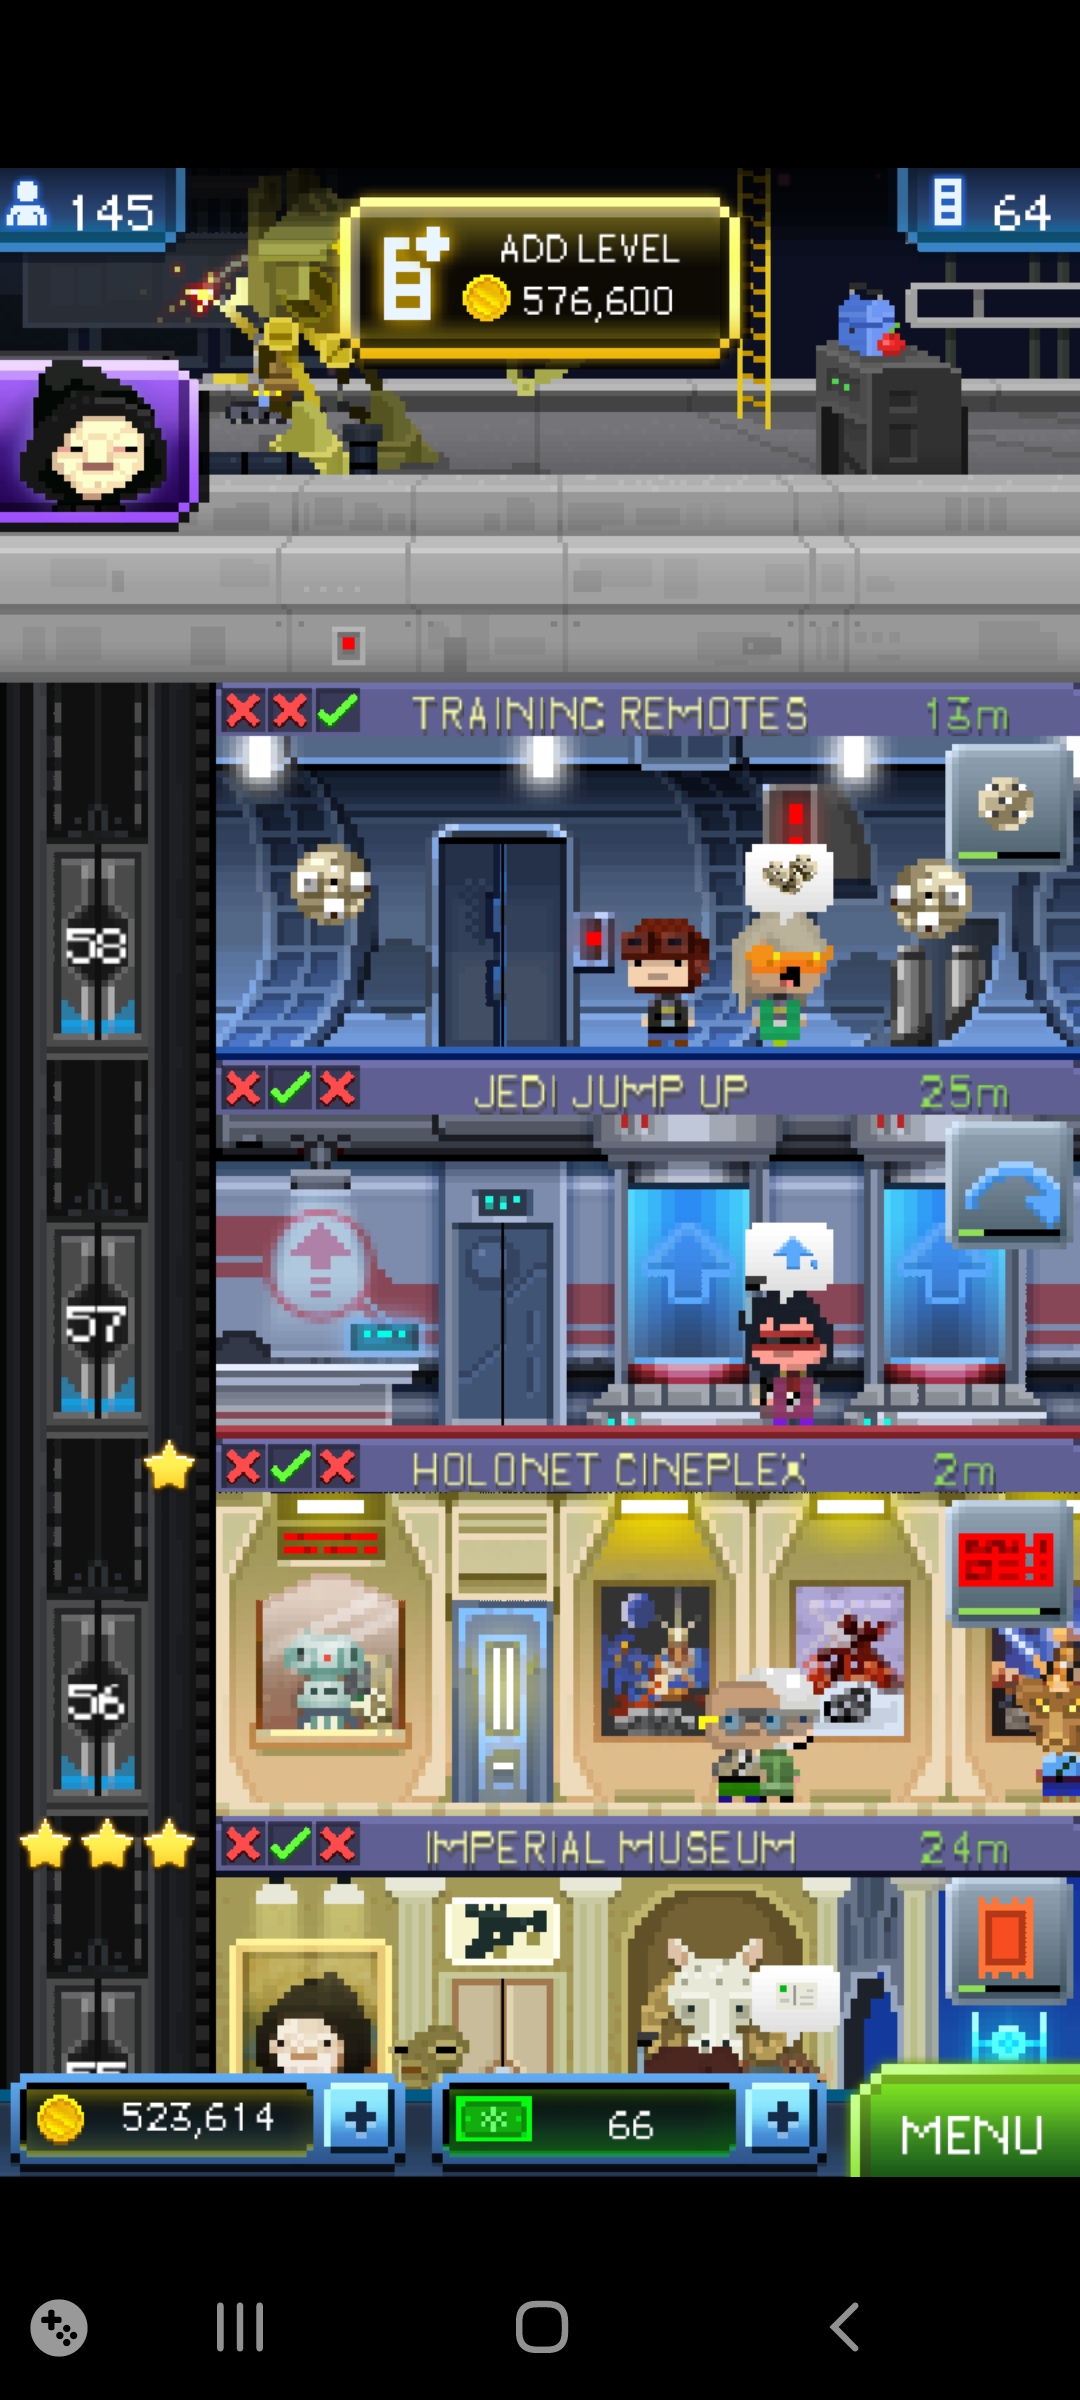 145
64
ADD LEVEL
576,600
TRAINING REMOTES 13m
58
JEDI JUMP UP 25m
57
HOLONET CINEPLEX 2m
56
IMPERIAL MUSEUM 24m
55
523,614
66
MENU